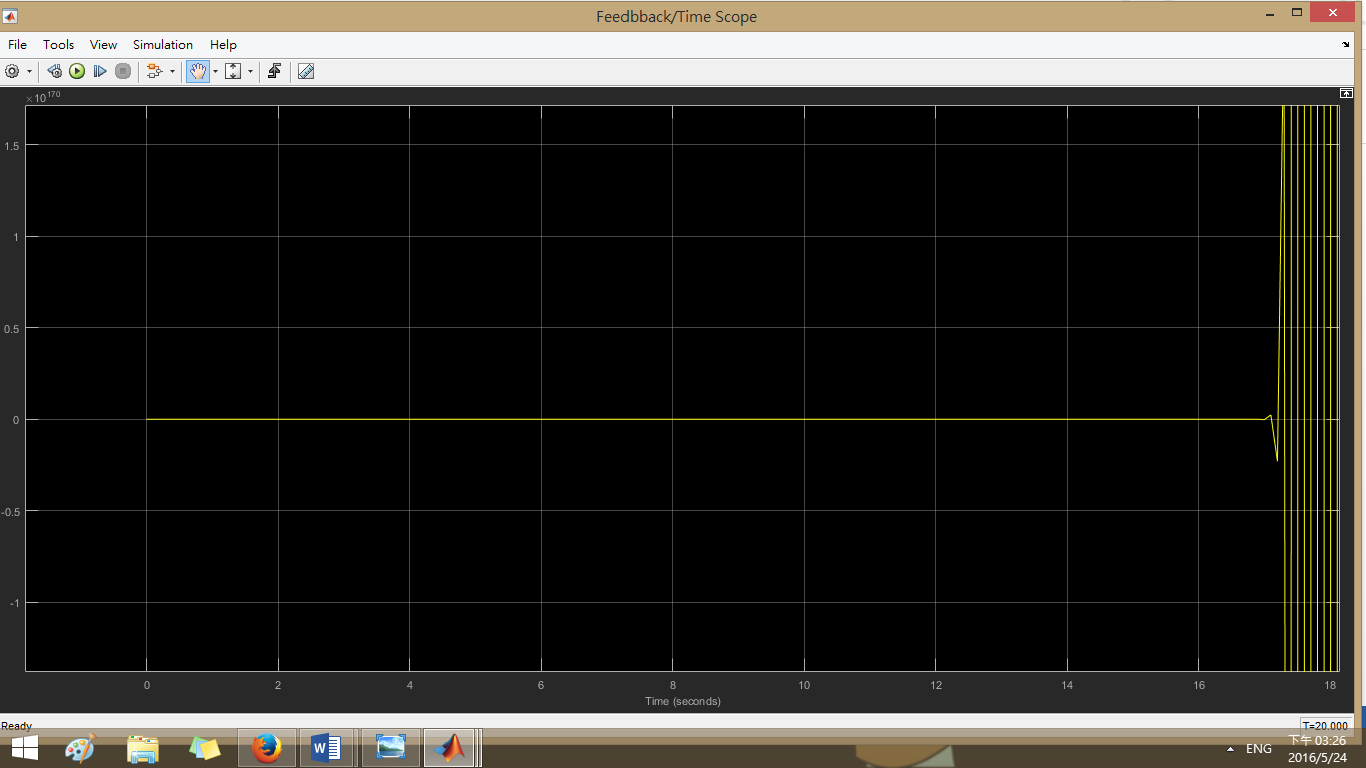 Feedbback/Time Scope
File Tools View Simulation Help
×10^170
1.5
1
0.5
0
-0.5
-1
0 2 4 6 8 10 12 14 16 18
Time (seconds)
Ready
T=20.000
ENG
下午 03:26
2016/5/24